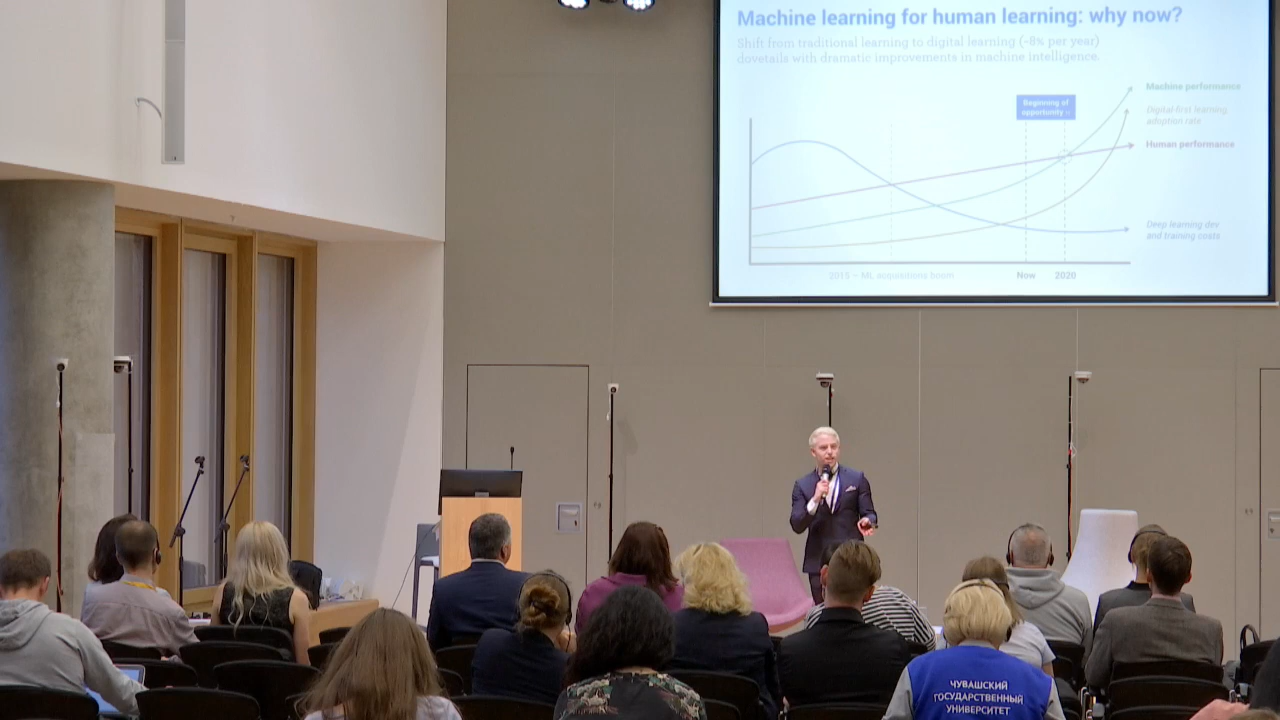 Machine learning for human learning: why now?
Shift from traditional learning to digital learning (~8% per year)
dovetails with dramatic improvements in machine intelligence.
Machine performance
Beginning of
opportunity
Digital-first learning
adoption rate
Human performance
Deep learning dev
and training costs
2015 – ML acquisitions boom
Now
2020
ЧУВАШСКИЙ
ГОСУДАРСТВЕННЫЙ
УНИВЕРСИТЕТ